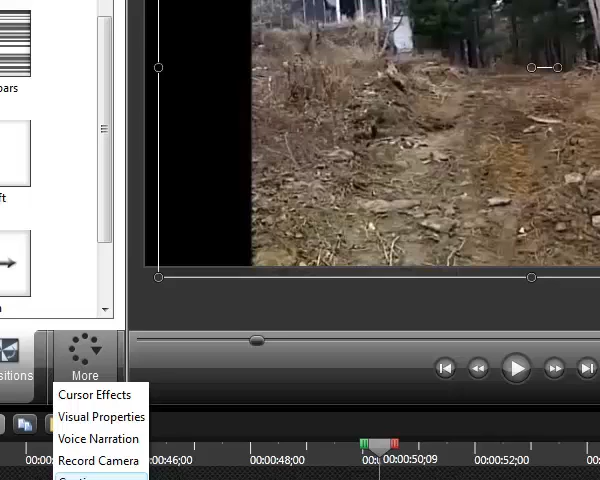 bars
ft
sitions
More
Cursor Effects
Visual Properties
Voice Narration
Record Camera
00:00:46;00
00:00:48;00
00:00:50;09
00:00:52;00